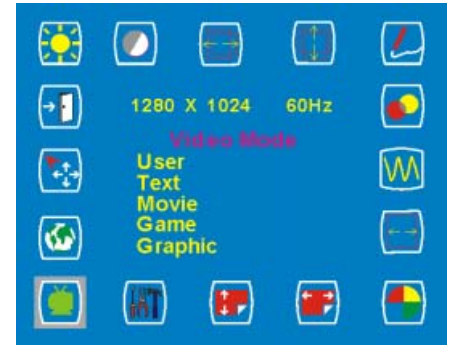 1280 X 1024 60Hz
Video Mode
User
Text
Movie
Game
Graphic